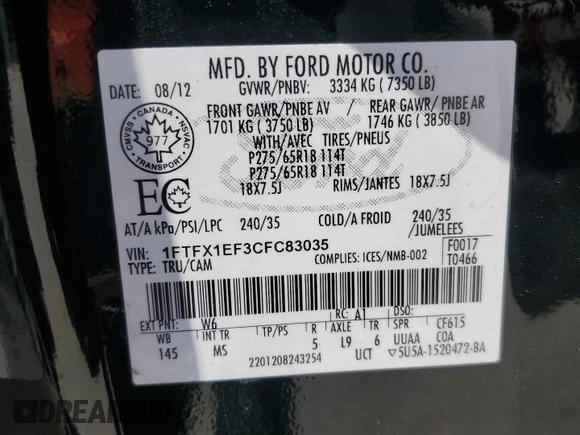 MFD. BY FORD MOTOR CO.
DATE: 08/12 GVWR/PNBV: 3334 KG ( 7350 LB)
FRONT GAWR/PNBE AV REAR GAWR/ PNBE AR
1701 KG ( 3750 LB) 1746 KG ( 3850 LB)
WITH/AVEC TIRES/PNEUS
P275/65R18 114T
P275/65R18 114T
18X7.5J RIMS/JANTES 18X7.5J
CMVSS · CANADA · NSVAC
977
TRANSPORT
EC
AT/A kPa/PSI/LPC 240/35 COLD/A FROID 240/35
/JUMELEES
VIN: 1FTFX1EF3CFC83035 F0017
TYPE: TRU/CAM COMPLIES: ICES/NMB-002 T0466
EXT PNT: W6 RC: A1 DSO:
WB INT TR TP/PS R AXLE TR SPR CF615
145 MS 5 L9 6 UUAA COA
2201208243254 UCT 5U5A-1520472-BA
DREAMBID